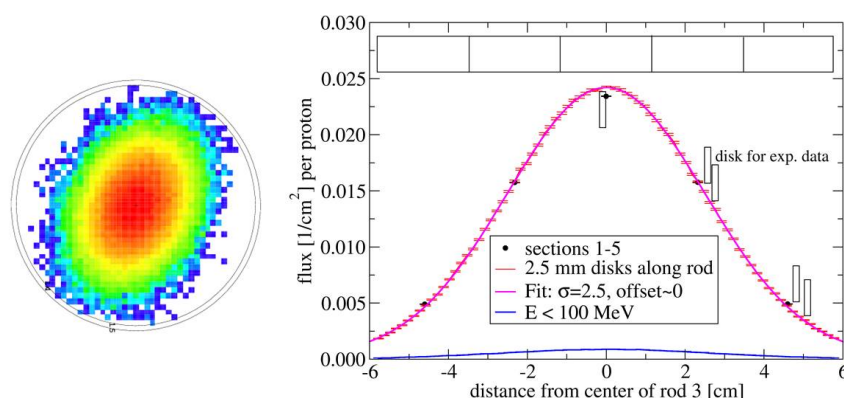 15
0.030
0.025
0.020
0.015
0.010
0.005
0.000
flux [1/cm²] per proton
disk for exp. data
sections 1-5
2.5 mm disks along rod
Fit: σ=2.5, offset~0
E < 100 MeV
-6 -4 -2 0 2 4 6
distance from center of rod 3 [cm]